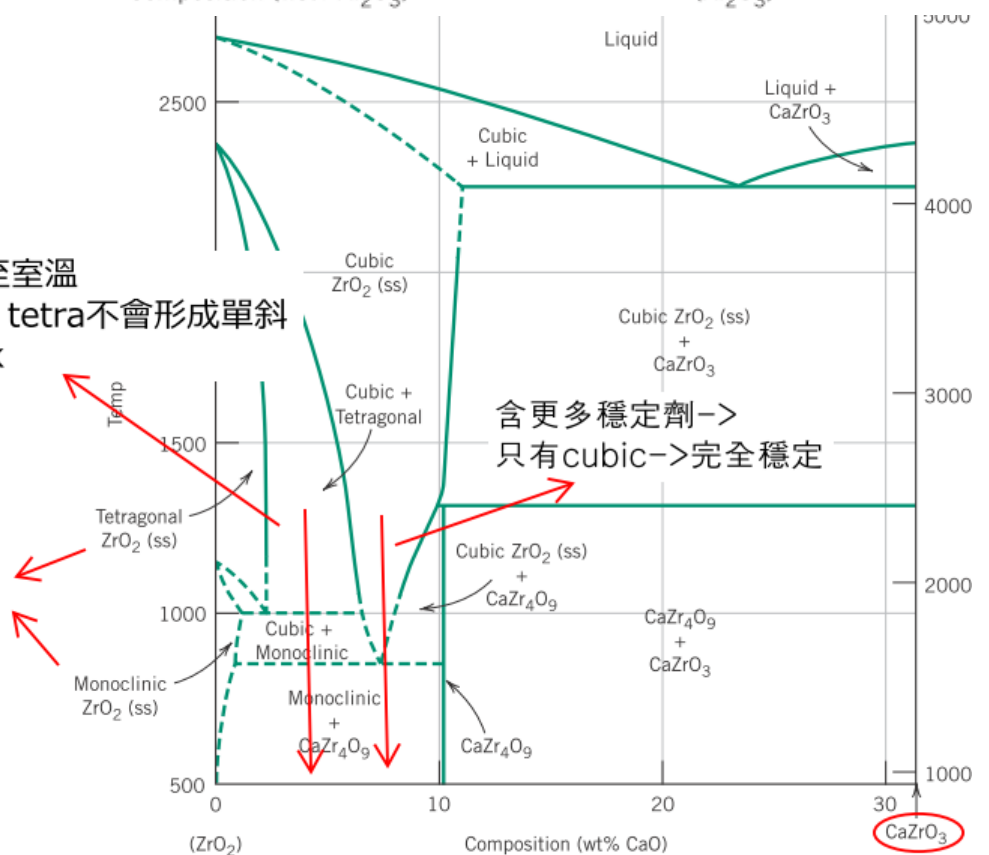 Liquid
5000
2500
Liquid +
CaZrO₃
Cubic
+ Liquid
4000
至室溫
tetra不會形成單斜
Cubic
ZrO₂ (ss)
Cubic ZrO₂ (ss)
+
CaZrO₃
Temp
Cubic +
Tetragonal
3000
含更多穩定劑->
只有cubic->完全穩定
1500
Tetragonal
ZrO₂ (ss)
Cubic ZrO₂ (ss)
+
CaZr₄O₉
2000
1000
Cubic +
Monoclinic
CaZr₄O₉
+
CaZrO₃
Monoclinic
ZrO₂ (ss)
Monoclinic
+
CaZr₄O₉
CaZr₄O₉
1000
500
0
10
20
30
CaZrO₃
(ZrO₂)
Composition (wt% CaO)